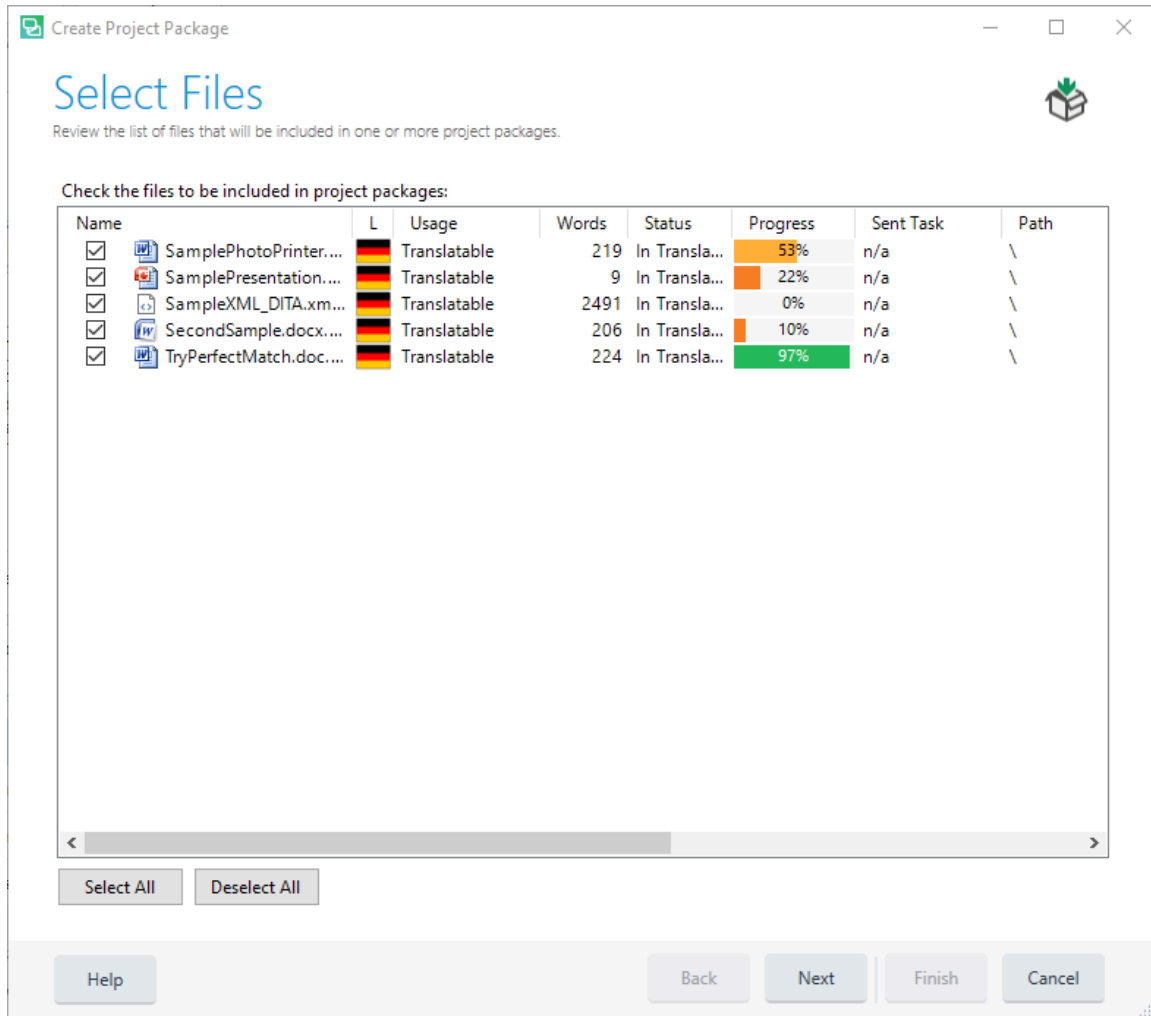 Create Project Package
Select Files
Review the list of files that will be included in one or more project packages.
Check the files to be included in project packages:
Name L Usage Words Status Progress Sent Task Path
SamplePhotoPrinter.... Translatable 219 In Transla... 53% n/a \
SamplePresentation.... Translatable 9 In Transla... 22% n/a \
SampleXML_DITA.xm... Translatable 2491 In Transla... 0% n/a \
SecondSample.docx.... Translatable 206 In Transla... 10% n/a \
TryPerfectMatch.doc.... Translatable 224 In Transla... 97% n/a \
Select All Deselect All
Help Back Next Finish Cancel